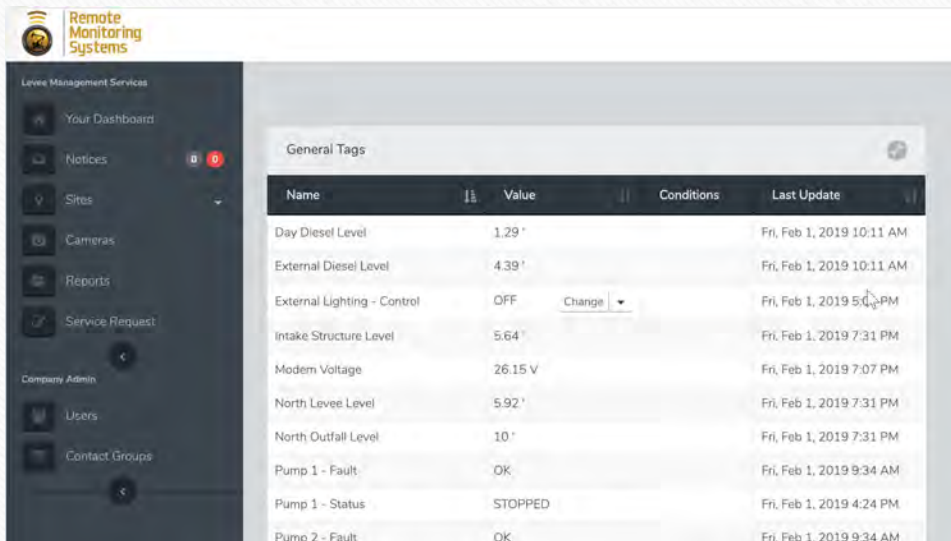 Remote
Monitoring
Systems
Levee Management Services
Your Dashboard
Notices 0 0
Sites
Cameras
Reports
Service Request
Company Admin
Users
Contact Groups
General Tags
Name Value Conditions Last Update
Day Diesel Level 1.29 ' Fri, Feb 1, 2019 10:11 AM
External Diesel Level 4.39 ' Fri, Feb 1, 2019 10:11 AM
External Lighting - Control OFF Change Fri, Feb 1, 2019 PM
Intake Structure Level 5.64 ' Fri, Feb 1, 2019 7:31 PM
Modem Voltage 26.15 V Fri, Feb 1, 2019 7:07 PM
North Levee Level 5.92 ' Fri, Feb 1, 2019 7:31 PM
North Outfall Level 10 ' Fri, Feb 1, 2019 7:31 PM
Pump 1 - Fault OK Fri, Feb 1, 2019 9:34 AM
Pump 1 - Status STOPPED Fri, Feb 1, 2019 4:24 PM
Pump 2 - Fault OK Fri, Feb 1, 2019 9:34 AM